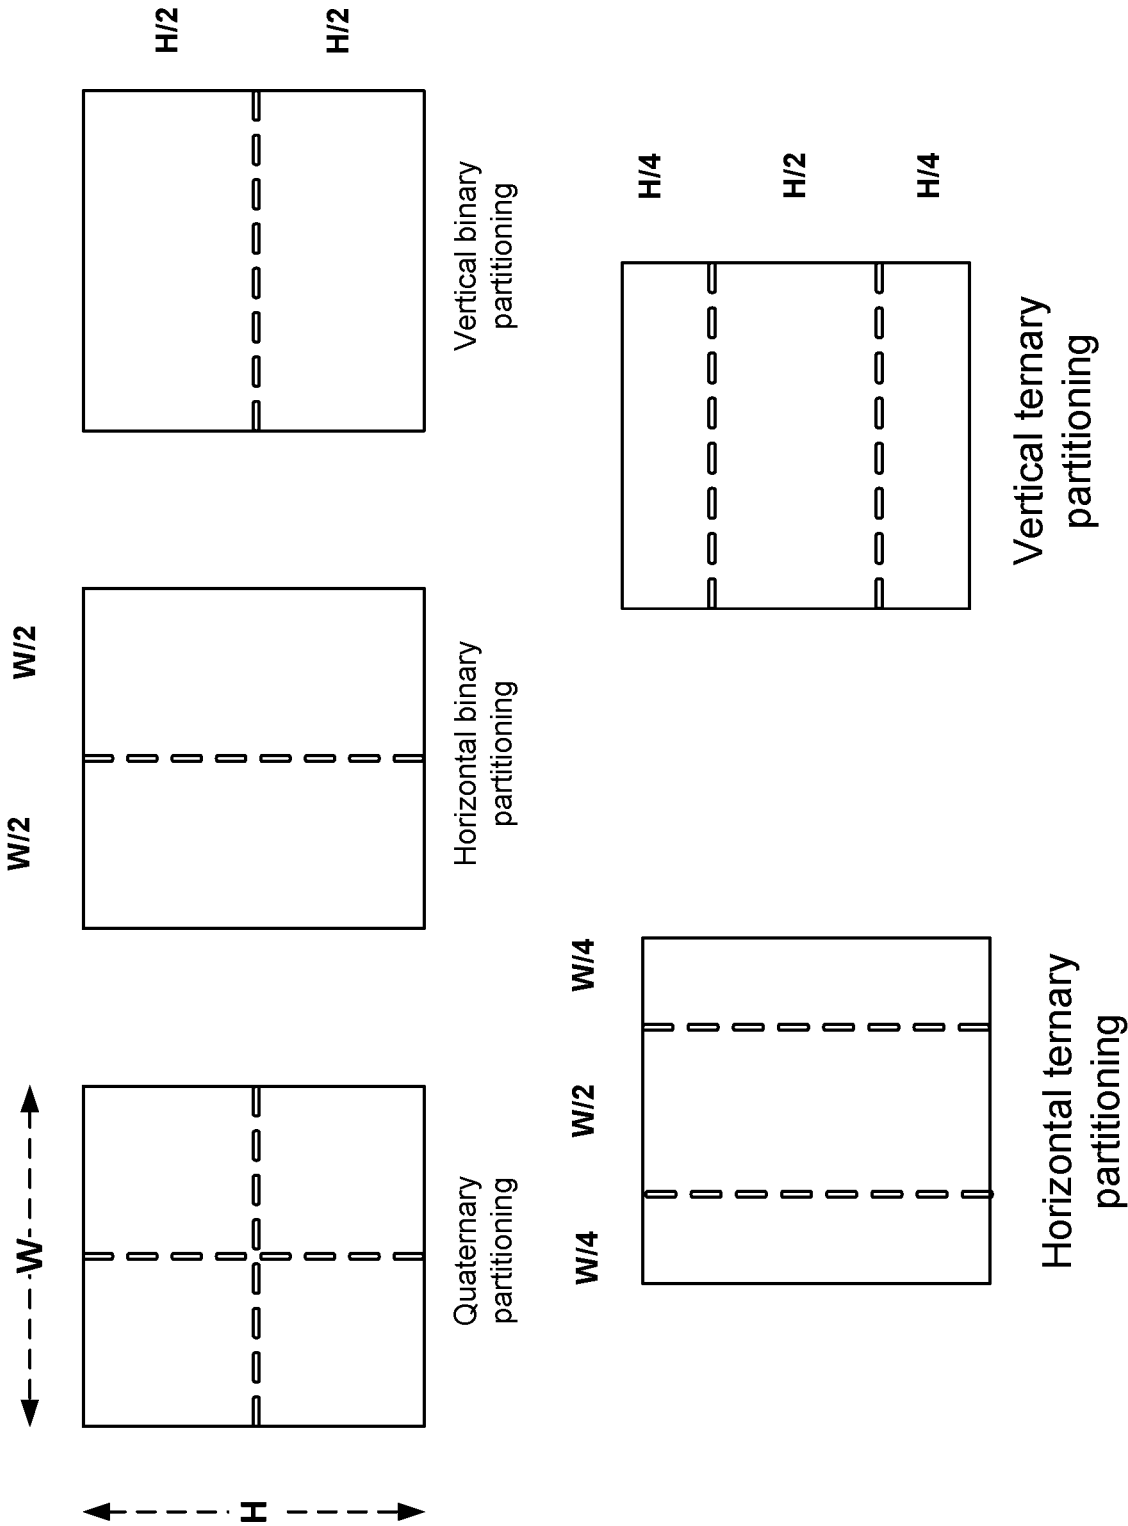 W
H
Quaternary
partitioning
W/2
W/2
Horizontal binary
partitioning
H/2
H/2
Vertical binary
partitioning
W/4
W/2
W/4
Horizontal ternary
partitioning
H/4
H/2
H/4
Vertical ternary
partitioning